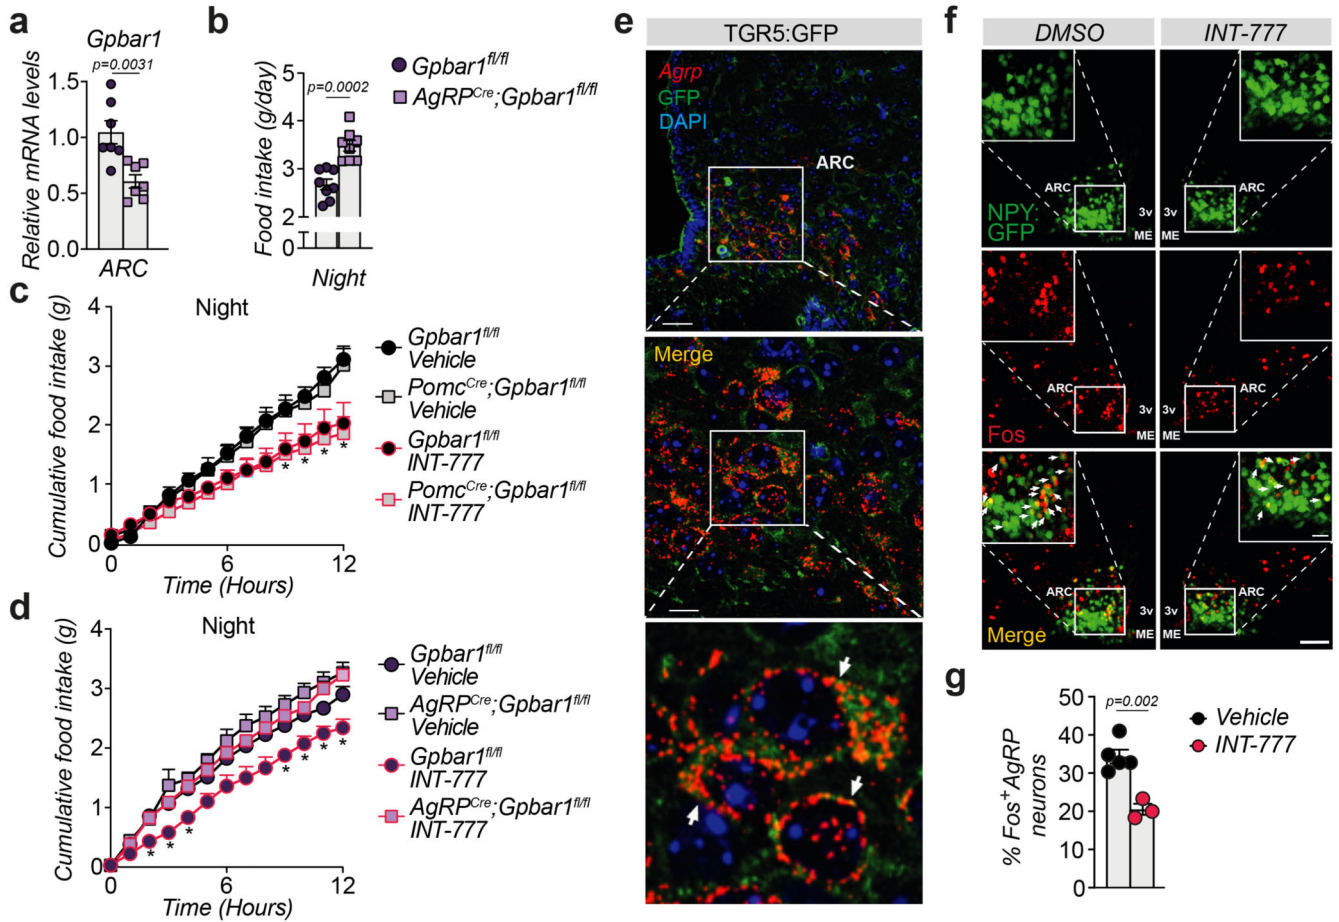 a
Gpbar1
p=0.0031
Relative mRNA levels
1.5
1.0
0.5
0.0
ARC
b
Food intake (g/day)
5
4
3
2
2
0
p=0.0002
Night
Gpbar1fl/fl
AgRPCre;Gpbar1fl/fl
c
Night
Cumulative food intake (g)
4
3
2
1
0
* * * *
0 6 12
Time (Hours)
Gpbar1fl/fl
Vehicle
PomcCre;Gpbar1fl/fl
Vehicle
Gpbar1fl/fl
INT-777
PomcCre;Gpbar1fl/fl
INT-777
d
Night
Cumulative food intake (g)
4
3
2
1
0
* * * * * * *
0 6 12
Time (Hours)
Gpbar1fl/fl
Vehicle
AgRPCre;Gpbar1fl/fl
Vehicle
Gpbar1fl/fl
INT-777
AgRPCre;Gpbar1fl/fl
INT-777
e
TGR5:GFP
Agrp
GFP
DAPI
ARC
Merge
f
DMSO
INT-777
ARC
3v
ME
NPY:
GFP
ARC
3v
ME
ARC
3v
ME
Fos
ARC
3v
ME
ARC
3v
ME
Merge
ARC
3v
ME
g
% Fos+AgRP
neurons
50
40
30
20
10
0
p=0.002
Vehicle
INT-777